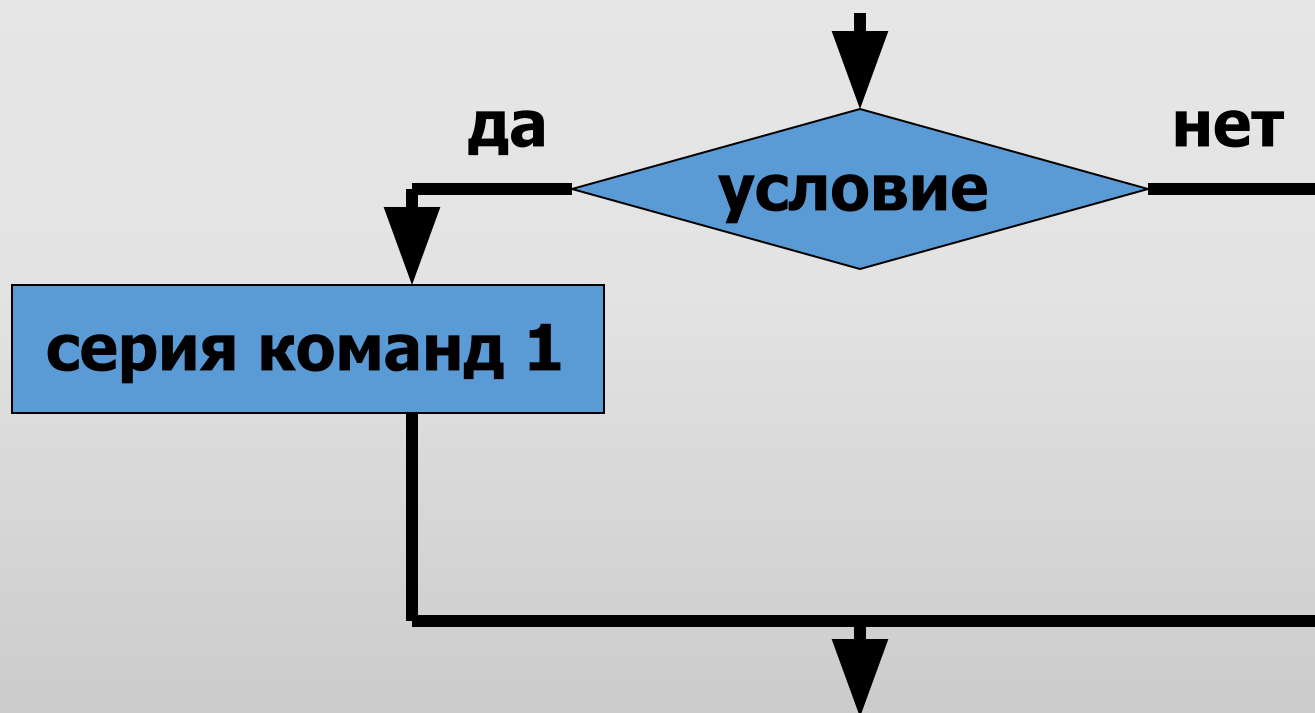 да
нет
условие
серия команд 1